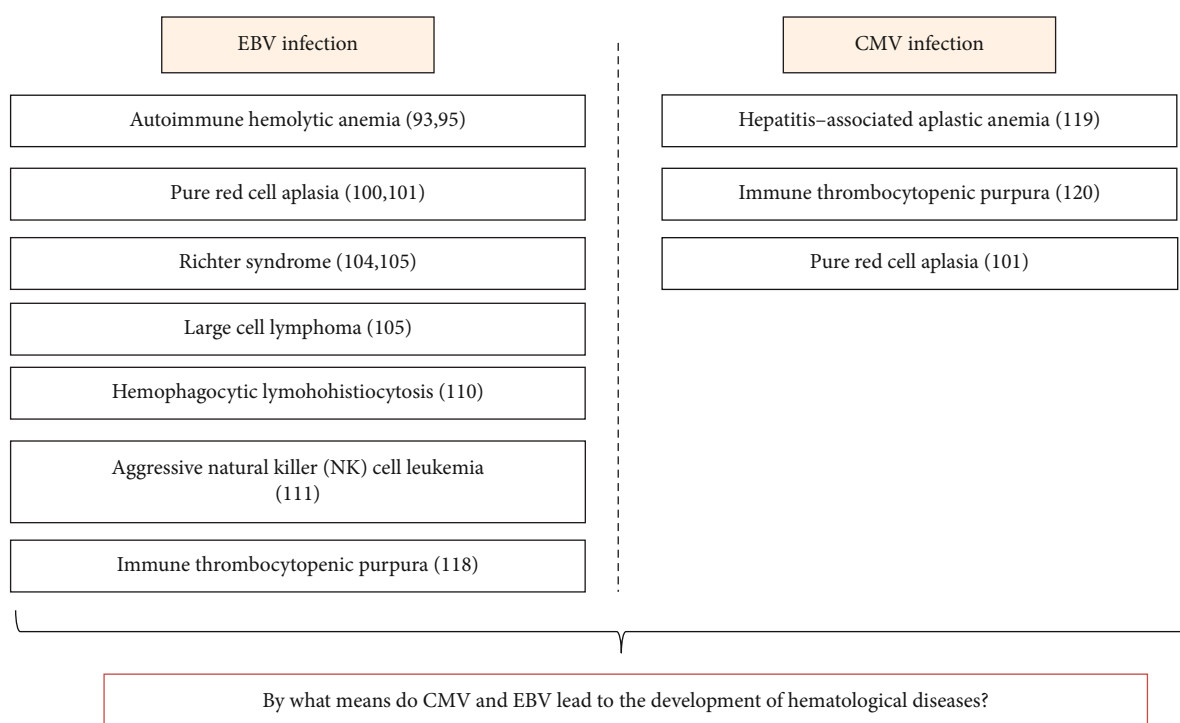 EBV infection
Autoimmune hemolytic anemia (93,95)
Pure red cell aplasia (100,101)
Richter syndrome (104,105)
Large cell lymphoma (105)
Hemophagocytic lymohohistiocytosis (110)
Aggressive natural killer (NK) cell leukemia
(111)
Immune thrombocytopenic purpura (118)
CMV infection
Hepatitis–associated aplastic anemia (119)
Immune thrombocytopenic purpura (120)
Pure red cell aplasia (101)
By what means do CMV and EBV lead to the development of hematological diseases?